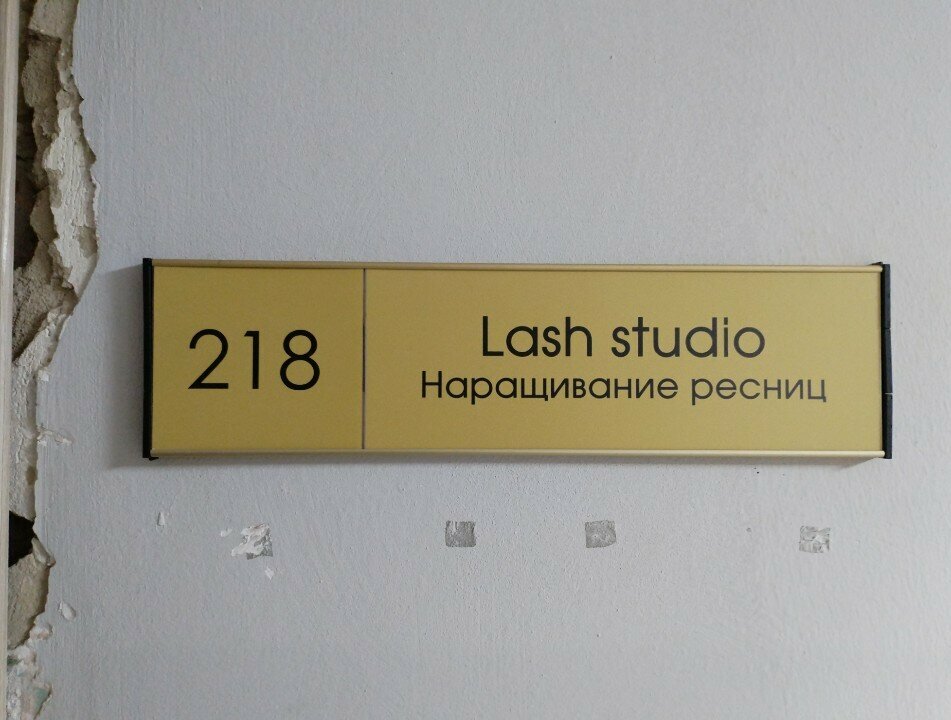 218
Lash studio
Наращивание ресниц